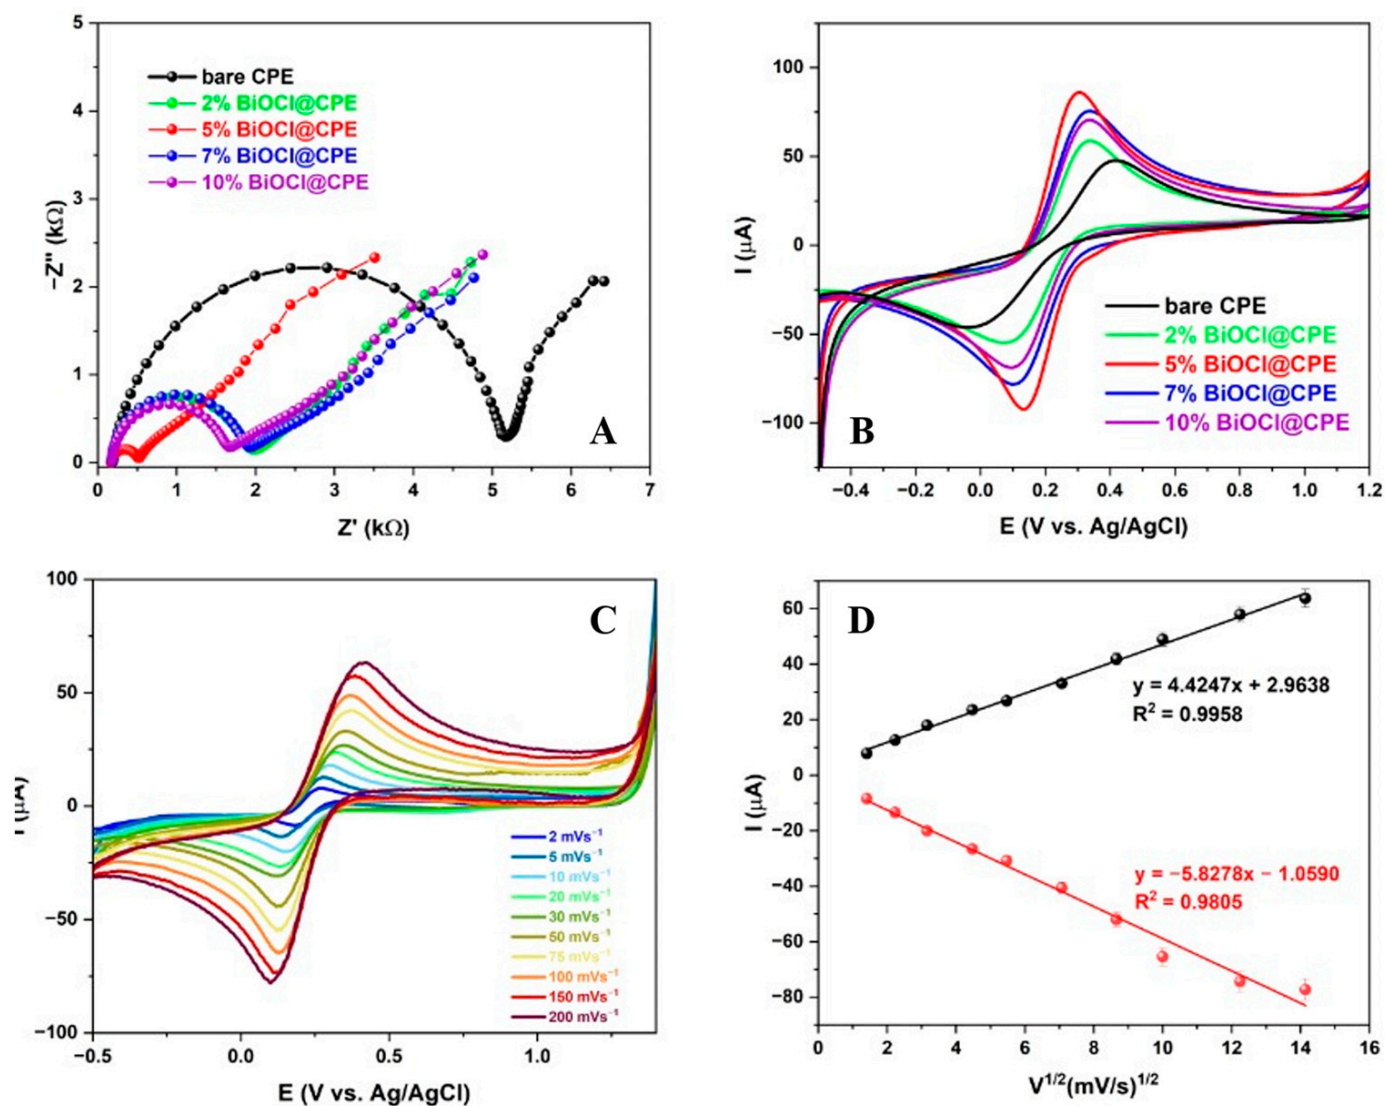 5
4
3
2
1
0
−Z'' (kΩ)
bare CPE
2% BiOCl@CPE
5% BiOCl@CPE
7% BiOCl@CPE
10% BiOCl@CPE
A
0 1 2 3 4 5 6 7
Z' (kΩ)
100
50
0
−50
−100
I (µA)
bare CPE
2% BiOCl@CPE
5% BiOCl@CPE
7% BiOCl@CPE
10% BiOCl@CPE
B
−0.4 −0.2 0.0 0.2 0.4 0.6 0.8 1.0 1.2
E (V vs. Ag/AgCl)
100
50
0
−50
−100
(µA)
C
2 mVs⁻¹
5 mVs⁻¹
10 mVs⁻¹
20 mVs⁻¹
30 mVs⁻¹
50 mVs⁻¹
75 mVs⁻¹
100 mVs⁻¹
150 mVs⁻¹
200 mVs⁻¹
−0.5 0.0 0.5 1.0
E (V vs. Ag/AgCl)
60
40
20
0
−20
−40
−60
−80
I (µA)
D
y = 4.4247x + 2.9638
R² = 0.9958
y = −5.8278x − 1.0590
R² = 0.9805
0 2 4 6 8 10 12 14 16
V¹/²(mV/s)¹/²